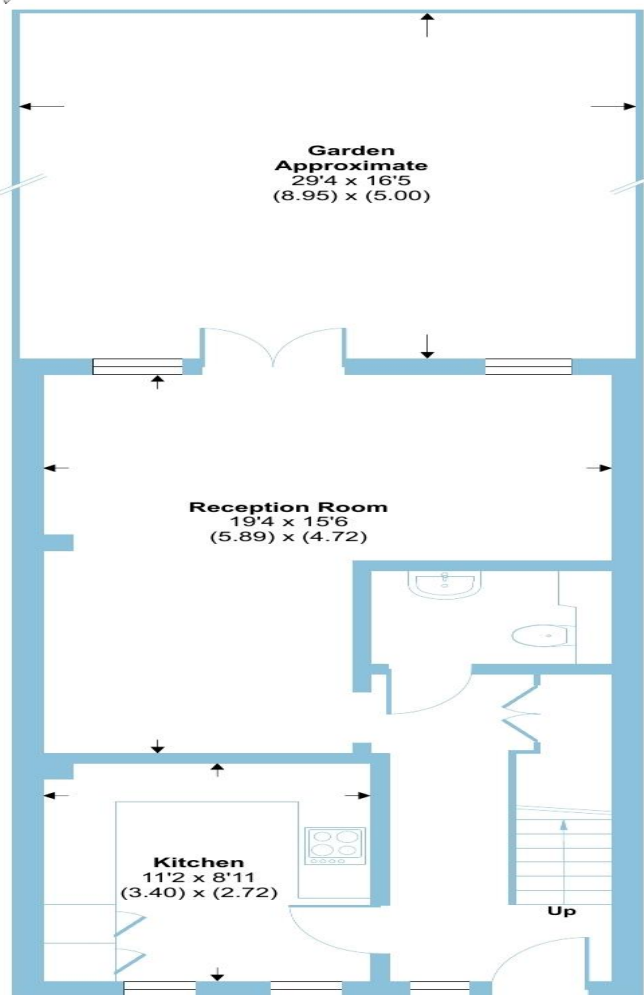 Garden
Approximate
29'4 x 16'5
(8.95) x (5.00)
Reception Room
19'4 x 15'6
(5.89) x (4.72)
Kitchen
11'2 x 8'11
(3.40) x (2.72)
Up